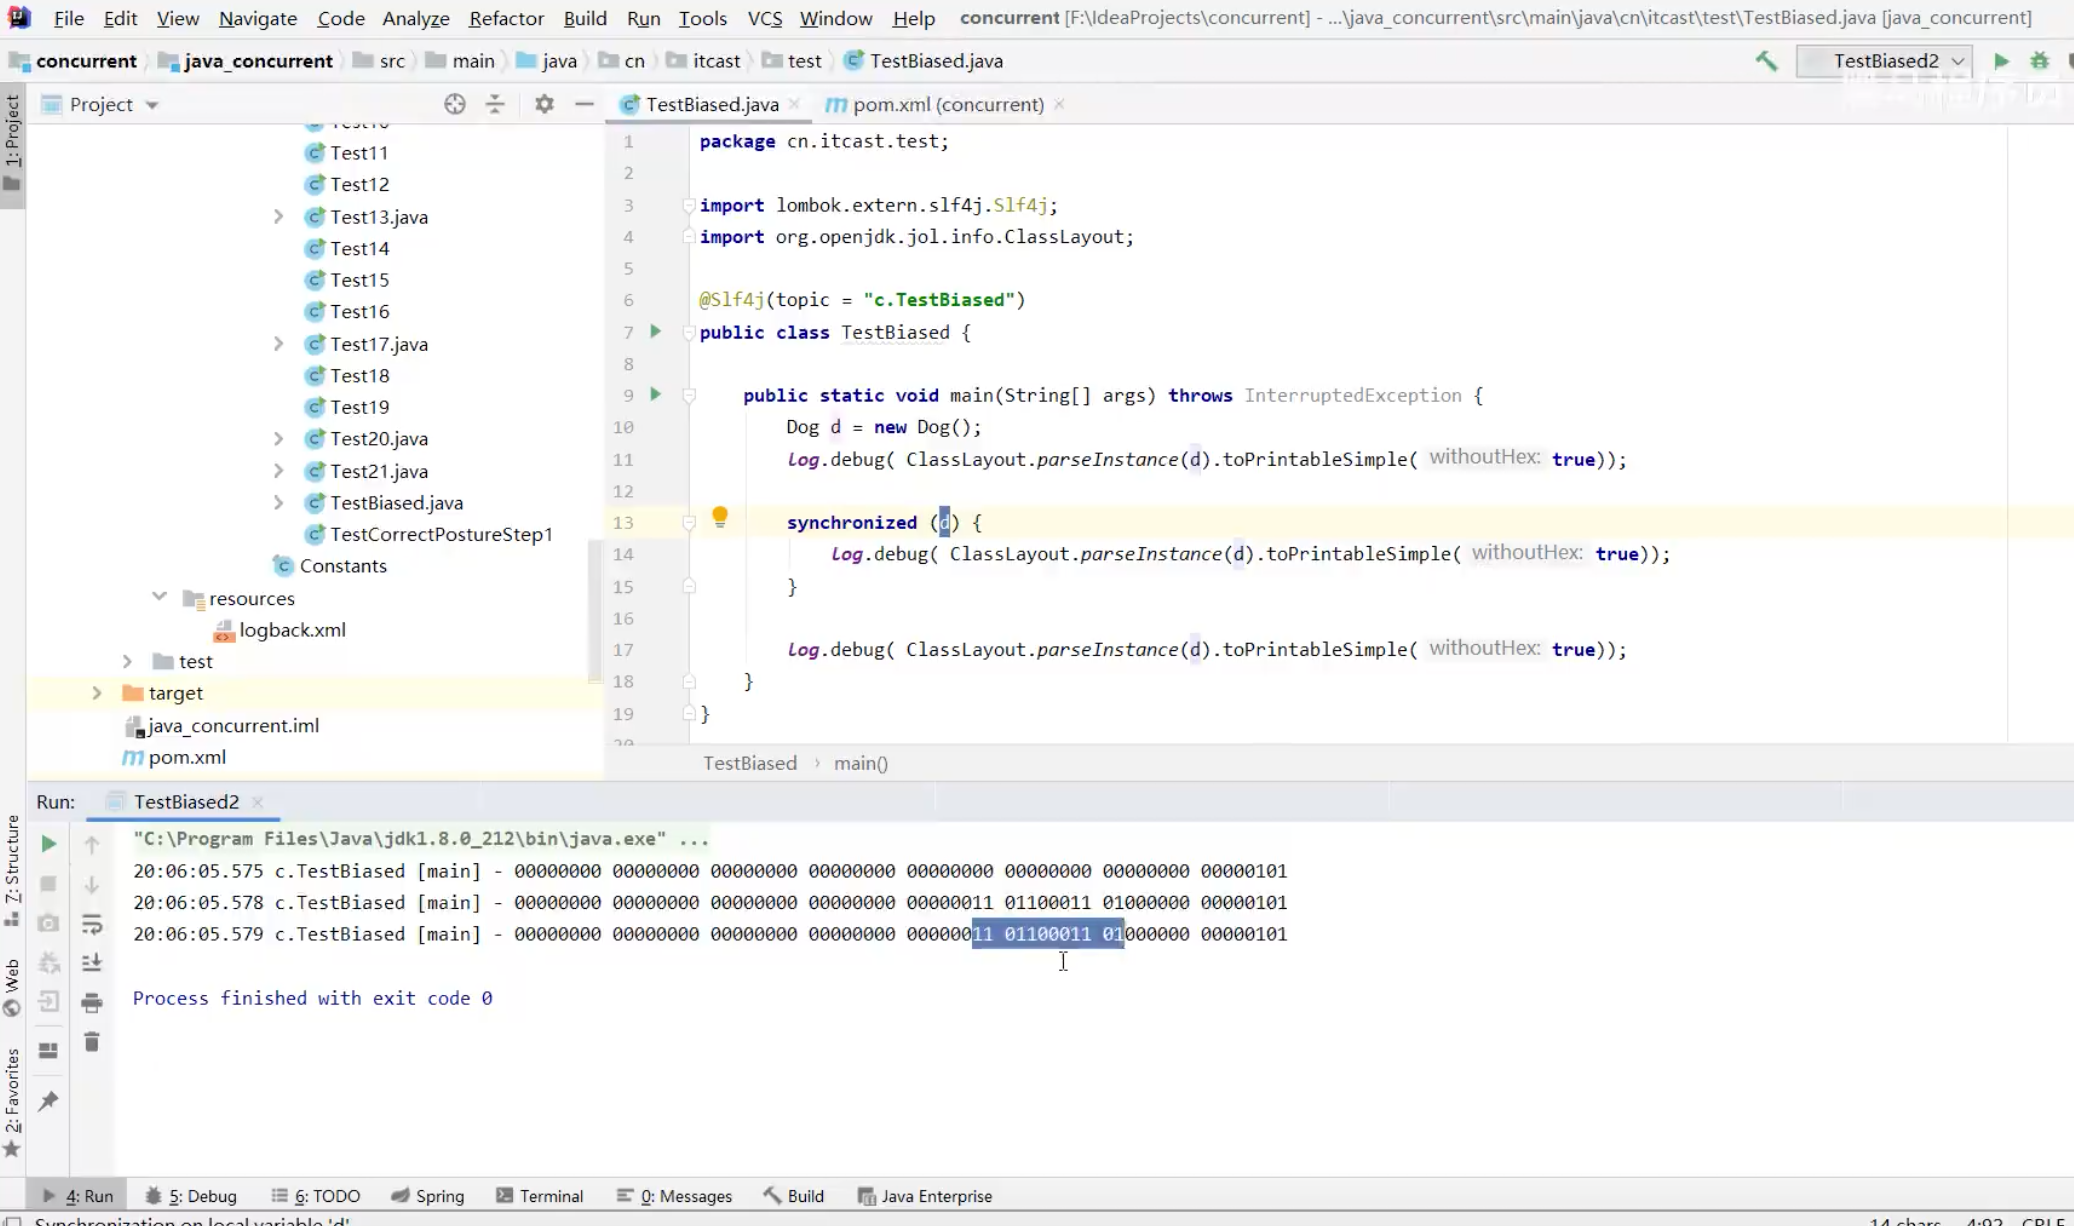 File Edit View Navigate Code Analyze Refactor Build Run Tools VCS Window Help concurrent [F:\IdeaProjects\concurrent] - ...\java_concurrent\src\main\java\cn\itcast\test\TestBiased.java [java_concurrent]
concurrent java_concurrent src main java cn itcast test TestBiased.java TestBiased2
1: Project
Project
TestBiased.java
pom.xml (concurrent)
Test11
Test12
Test13.java
Test14
Test15
Test16
Test17.java
Test18
Test19
Test20.java
Test21.java
TestBiased.java
TestCorrectPostureStep1
Constants
resources
logback.xml
test
target
java_concurrent.iml
pom.xml
1 package cn.itcast.test;
2
3 import lombok.extern.slf4j.Slf4j;
4 import org.openjdk.jol.info.ClassLayout;
5
6 @Slf4j(topic = "c.TestBiased")
7 public class TestBiased {
8
9 public static void main(String[] args) throws InterruptedException {
10 Dog d = new Dog();
11 log.debug( ClassLayout.parseInstance(d).toPrintableSimple( withoutHex: true));
12
13 synchronized (d) {
14 log.debug( ClassLayout.parseInstance(d).toPrintableSimple( withoutHex: true));
15 }
16
17 log.debug( ClassLayout.parseInstance(d).toPrintableSimple( withoutHex: true));
18 }
19 }
TestBiased › main()
Run: TestBiased2
"C:\Program Files\Java\jdk1.8.0_212\bin\java.exe" ...
20:06:05.575 c.TestBiased [main] - 00000000 00000000 00000000 00000000 00000000 00000000 00000000 00000101
20:06:05.578 c.TestBiased [main] - 00000000 00000000 00000000 00000000 00000011 01100011 01000000 00000101
20:06:05.579 c.TestBiased [main] - 00000000 00000000 00000000 00000000 00000011 01100011 01000000 00000101
Process finished with exit code 0
7: Structure
Web
2: Favorites
4: Run 5: Debug 6: TODO Spring Terminal 0: Messages Build Java Enterprise
Synchronization on local variable 'd' 14 chars 4:92 CRLF